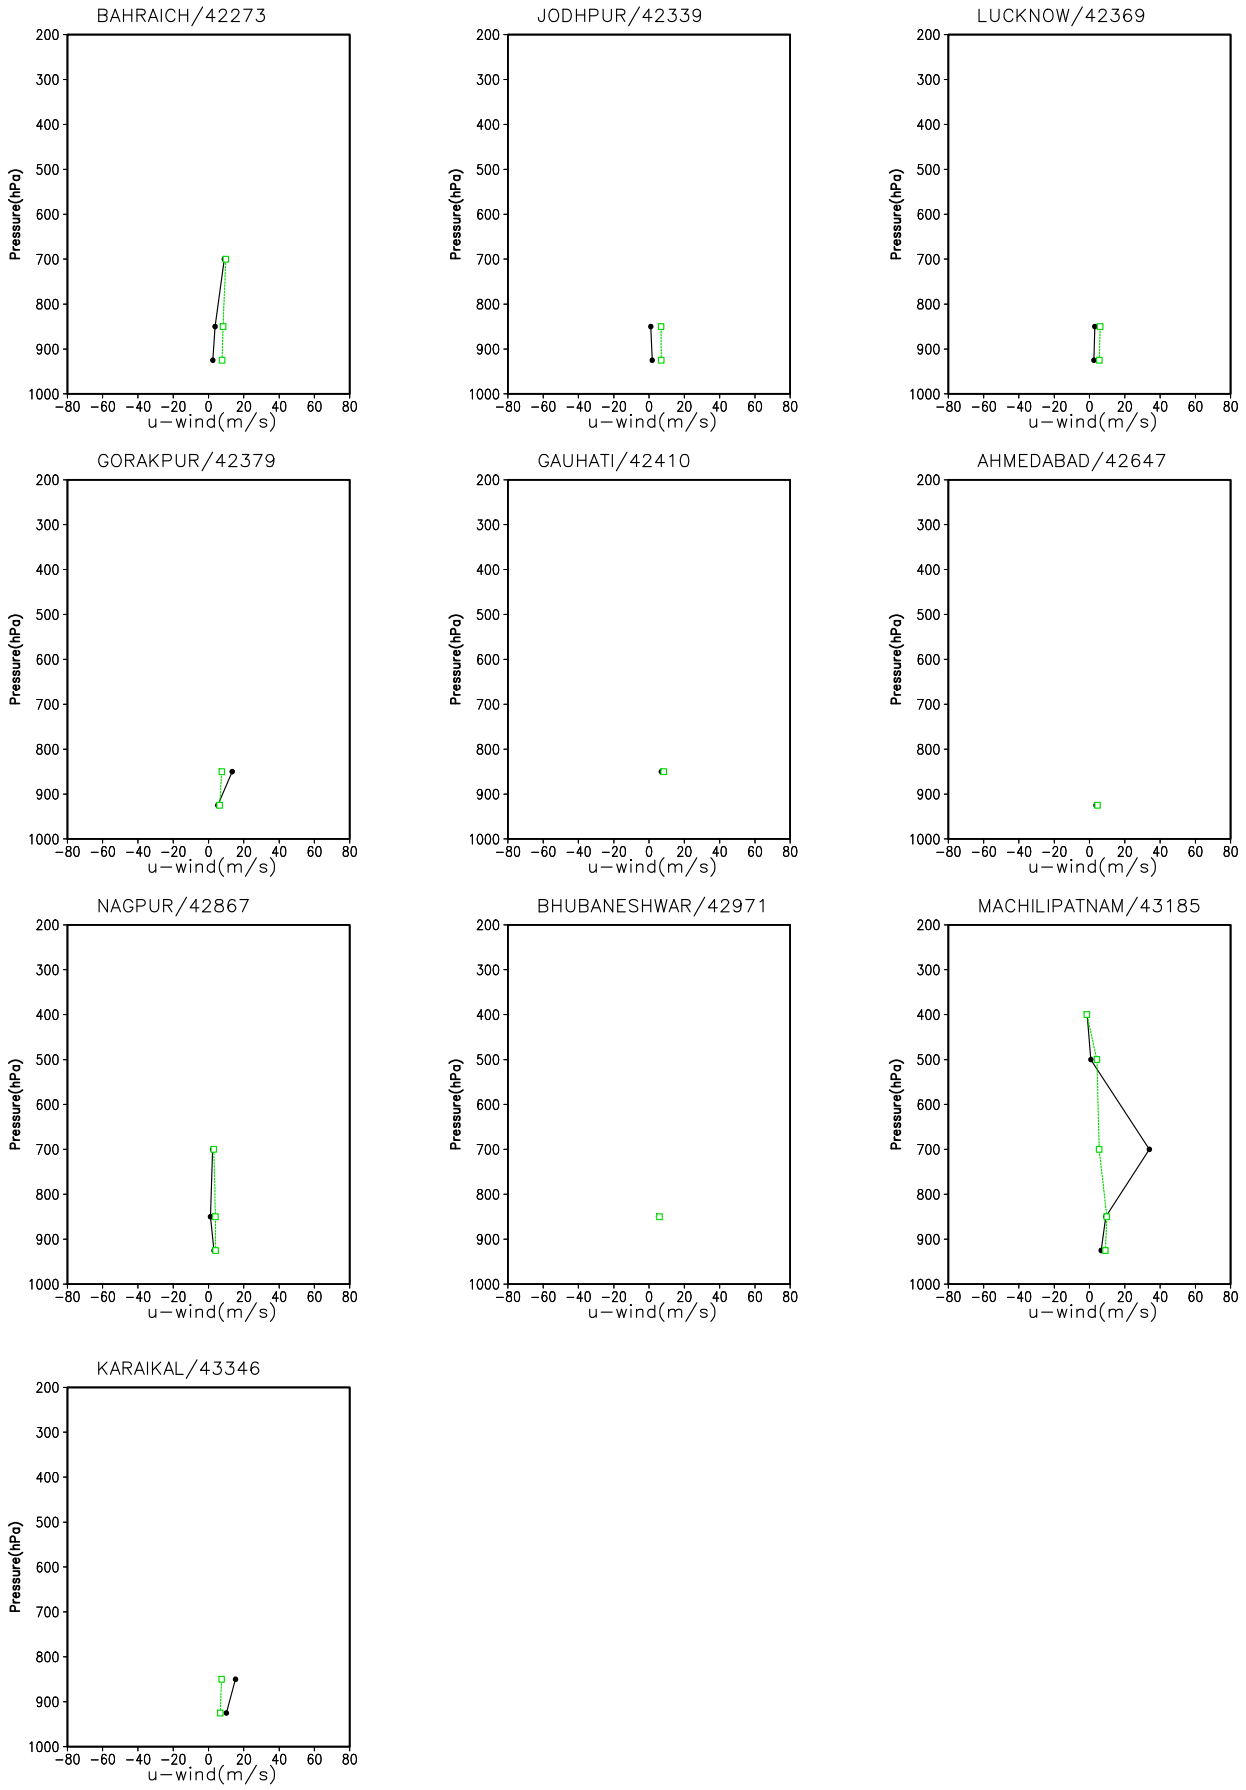 BAHRAICH/42273
200
300
400
500
600
700
800
900
1000
Pressure(hPa)
-80 -60 -40 -20 0 20 40 60 80
u-wind(m/s)
JODHPUR/42339
200
300
400
500
600
700
800
900
1000
Pressure(hPa)
-80 -60 -40 -20 0 20 40 60 80
u-wind(m/s)
LUCKNOW/42369
200
300
400
500
600
700
800
900
1000
Pressure(hPa)
-80 -60 -40 -20 0 20 40 60 80
u-wind(m/s)
GORAKPUR/42379
200
300
400
500
600
700
800
900
1000
Pressure(hPa)
-80 -60 -40 -20 0 20 40 60 80
u-wind(m/s)
GAUHATI/42410
200
300
400
500
600
700
800
900
1000
Pressure(hPa)
-80 -60 -40 -20 0 20 40 60 80
u-wind(m/s)
AHMEDABAD/42647
200
300
400
500
600
700
800
900
1000
Pressure(hPa)
-80 -60 -40 -20 0 20 40 60 80
u-wind(m/s)
NAGPUR/42867
200
300
400
500
600
700
800
900
1000
Pressure(hPa)
-80 -60 -40 -20 0 20 40 60 80
u-wind(m/s)
BHUBANESHWAR/42971
200
300
400
500
600
700
800
900
1000
Pressure(hPa)
-80 -60 -40 -20 0 20 40 60 80
u-wind(m/s)
MACHILIPATNAM/43185
200
300
400
500
600
700
800
900
1000
Pressure(hPa)
-80 -60 -40 -20 0 20 40 60 80
u-wind(m/s)
KARAIKAL/43346
200
300
400
500
600
700
800
900
1000
Pressure(hPa)
-80 -60 -40 -20 0 20 40 60 80
u-wind(m/s)